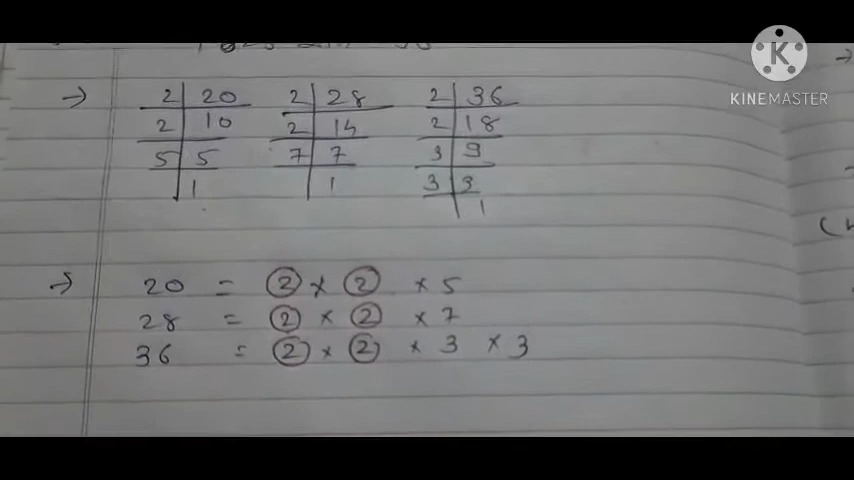 K
KINEMASTER
→ 2 | 20 2 | 28 2 | 36
2 | 10 2 | 14 2 | 18
5 | 5 7 | 7 3 | 9
| 1 | 1 3 | 3
| 1
→ 20 = 2 × 2 × 5
28 = 2 × 2 × 7
36 = 2 × 2 × 3 × 3